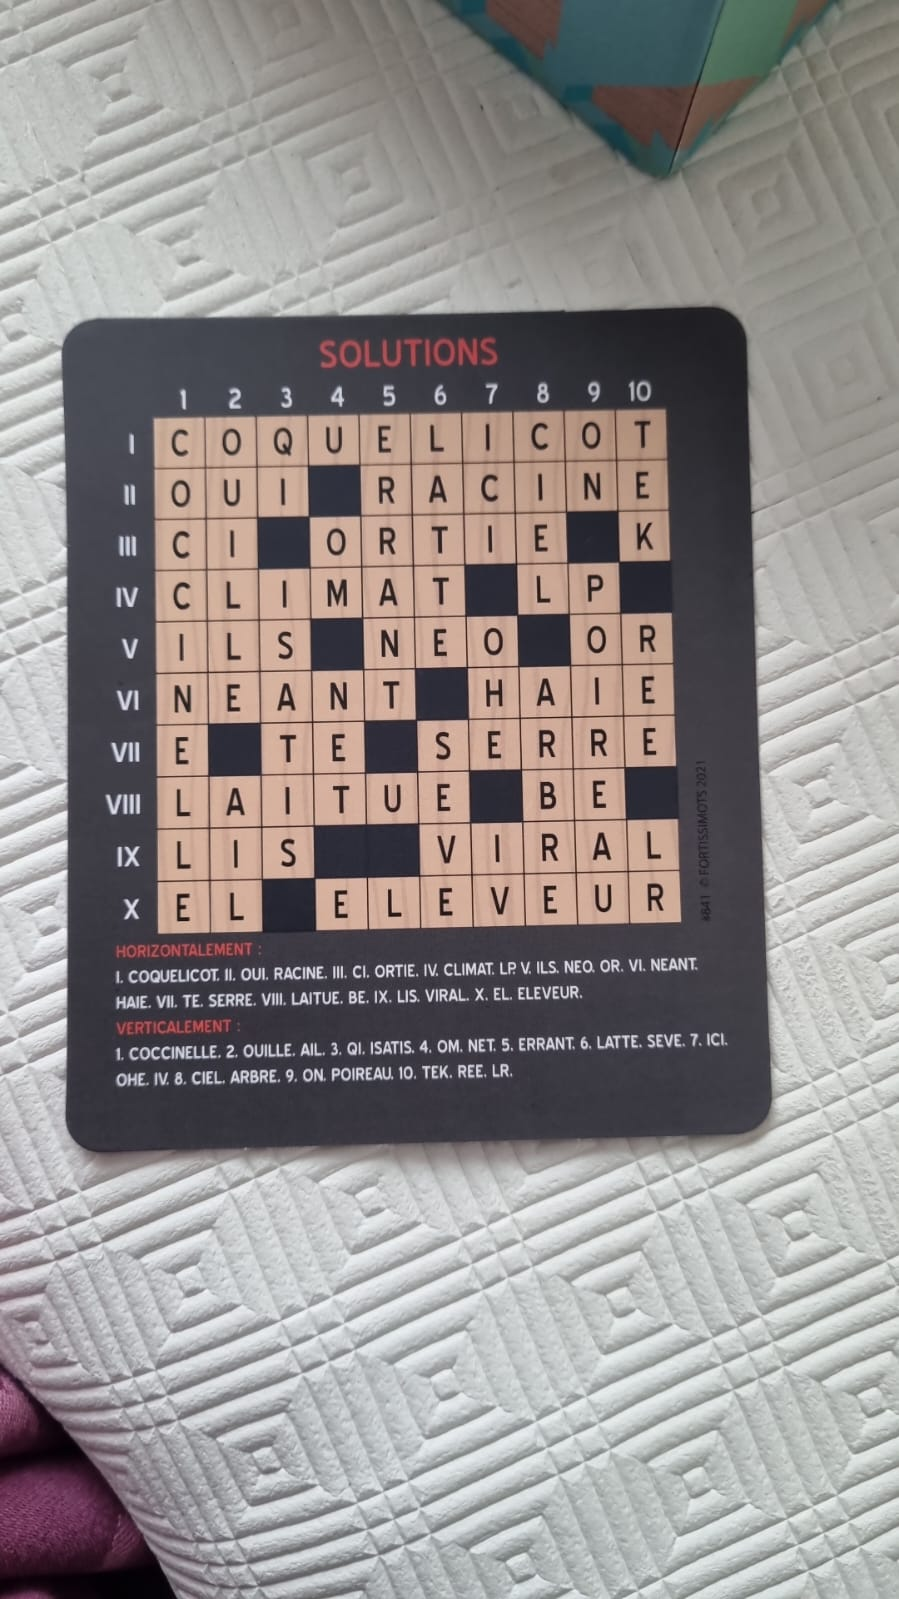 SOLUTIONS
1 2 3 4 5 6 7 8 9 10
I C O Q U E L I C O T
II O U I R A C I N E
III C I O R T I E K
IV C L I M A T L P
V I L S N E O O R
VI N E A N T H A I E
VII E T E S E R R E
VIII L A I T U E B E
IX L I S V I R A L
X E L E L E V E U R
HORIZONTALEMENT :
I. COQUELICOT. II. OUI. RACINE. III. CI. ORTIE. IV. CLIMAT. LP. V. ILS. NEO. OR. VI. NEANT.
HAIE. VII. TE. SERRE. VIII. LAITUE. BE. IX. LIS. VIRAL. X. EL. ELEVEUR.
VERTICALEMENT :
1. COCCINELLE. 2. OUILLE. AIL. 3. QI. ISATIS. 4. OM. NET. 5. ERRANT. 6. LATTE. SEVE. 7. ICI.
OHE. IV. 8. CIEL. ARBRE. 9. ON. POIREAU. 10. TEK. REE. LR.
#841 © FORTISSIMOTS 2021